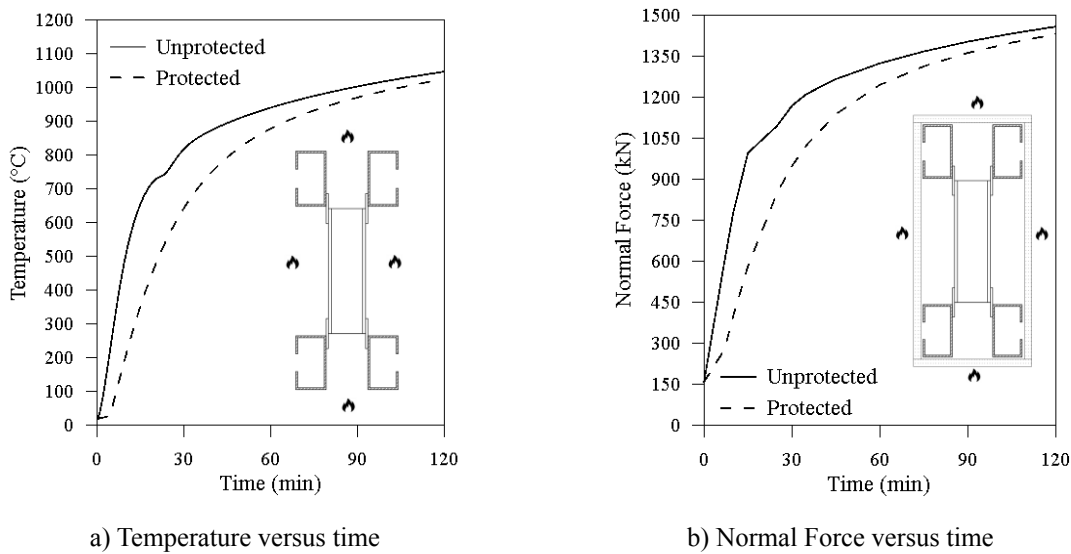 1200
1100
1000
900
800
700
600
500
400
300
200
100
0
Temperature (°C)
Unprotected
Protected
0 30 60 90 120
Time (min)
a) Temperature versus time
1500
1350
1200
1050
900
750
600
450
300
150
0
Normal Force (kN)
Unprotected
Protected
0 30 60 90 120
Time (min)
b) Normal Force versus time